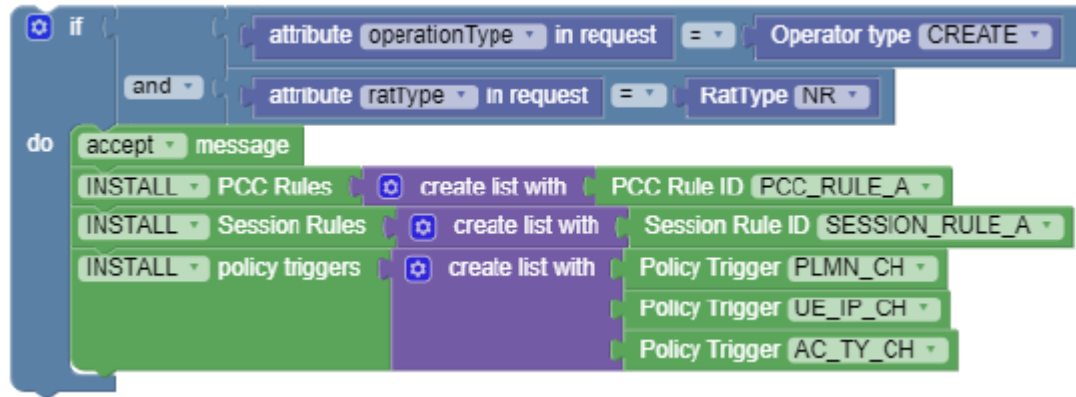 if attribute operationType in request = Operator type CREATE
and attribute ratType in request = RatType NR
do accept message
INSTALL PCC Rules create list with PCC Rule ID PCC_RULE_A
INSTALL Session Rules create list with Session Rule ID SESSION_RULE_A
INSTALL policy triggers create list with Policy Trigger PLMN_CH
Policy Trigger UE_IP_CH
Policy Trigger AC_TY_CH